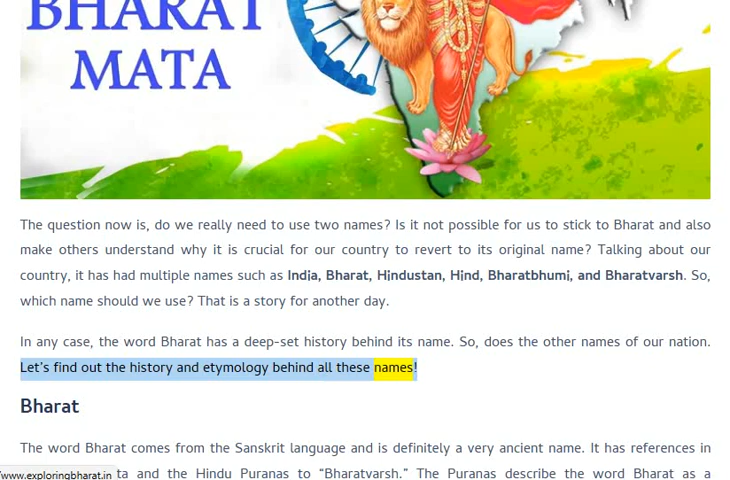 BHARAT
MATA
The question now is, do we really need to use two names? Is it not possible for us to stick to Bharat and also
make others understand why it is crucial for our country to revert to its original name? Talking about our
country, it has had multiple names such as India, Bharat, Hindustan, Hind, Bharatbhumi, and Bharatvarsh. So,
which name should we use? That is a story for another day.
In any case, the word Bharat has a deep-set history behind its name. So, does the other names of our nation.
Let's find out the history and etymology behind all these names!
Bharat
The word Bharat comes from the Sanskrit language and is definitely a very ancient name. It has references in
ta and the Hindu Puranas to “Bharatvarsh.” The Puranas describe the word Bharat as a
www.exploringbharat.in